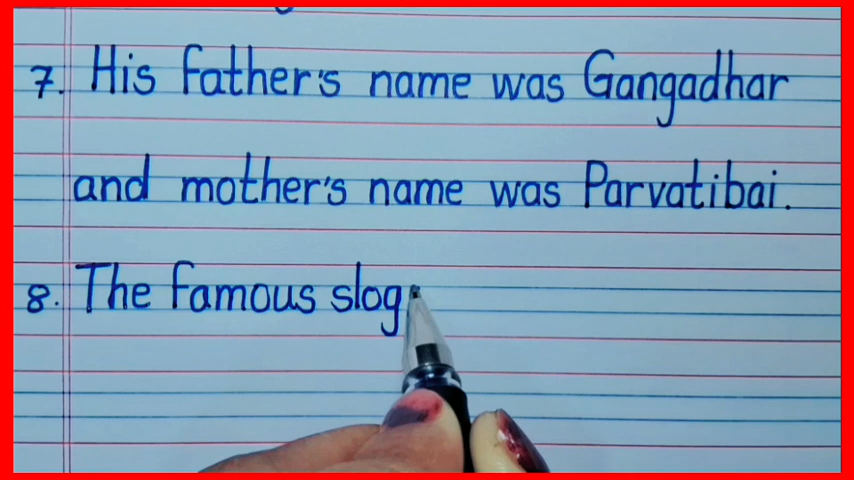 7. His father's name was Gangadhar
and mother's name was Parvatibai.
8. The famous slog